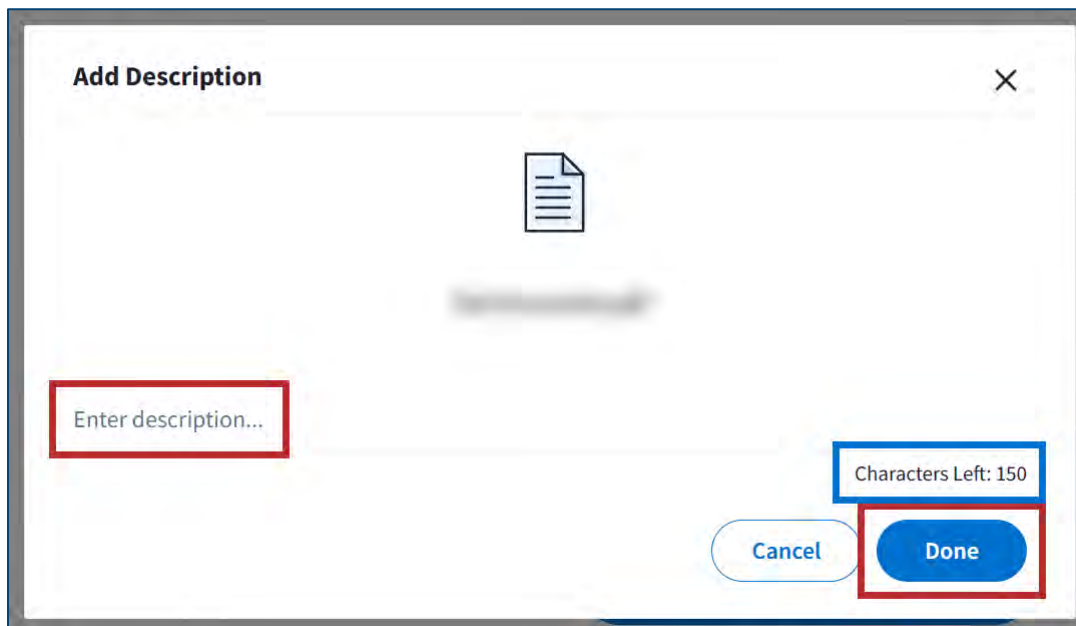 Add Description
Enter description...
Characters Left: 150
Cancel
Done